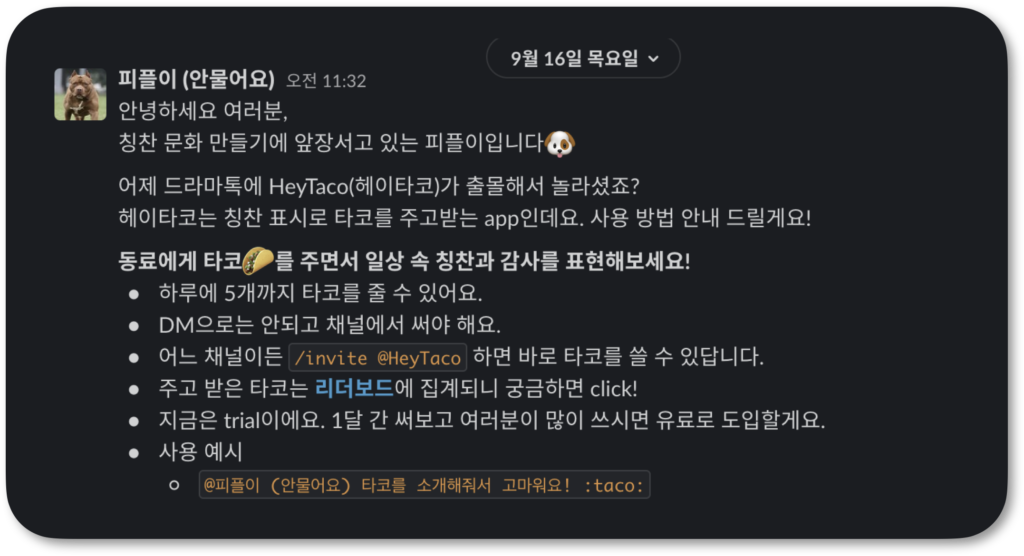 9월 16일 목요일
피플이 (안물어요) 오전 11:32
안녕하세요 여러분,
칭찬 문화 만들기에 앞장서고 있는 피플이입니다🐶
어제 드라마톡에 HeyTaco(헤이타코)가 출몰해서 놀라셨죠?
헤이타코는 칭찬 표시로 타코를 주고받는 app인데요. 사용 방법 안내 드릴게요!
동료에게 타코🌮를 주면서 일상 속 칭찬과 감사를 표현해보세요!
• 하루에 5개까지 타코를 줄 수 있어요.
• DM으로는 안되고 채널에서 써야 해요.
• 어느 채널이든 /invite @HeyTaco 하면 바로 타코를 쓸 수 있답니다.
• 주고 받은 타코는 리더보드에 집계되니 궁금하면 click!
• 지금은 trial이에요. 1달 간 써보고 여러분이 많이 쓰시면 유료로 도입할게요.
• 사용 예시
◦ @피플이 (안물어요) 타코를 소개해줘서 고마워요! :taco: